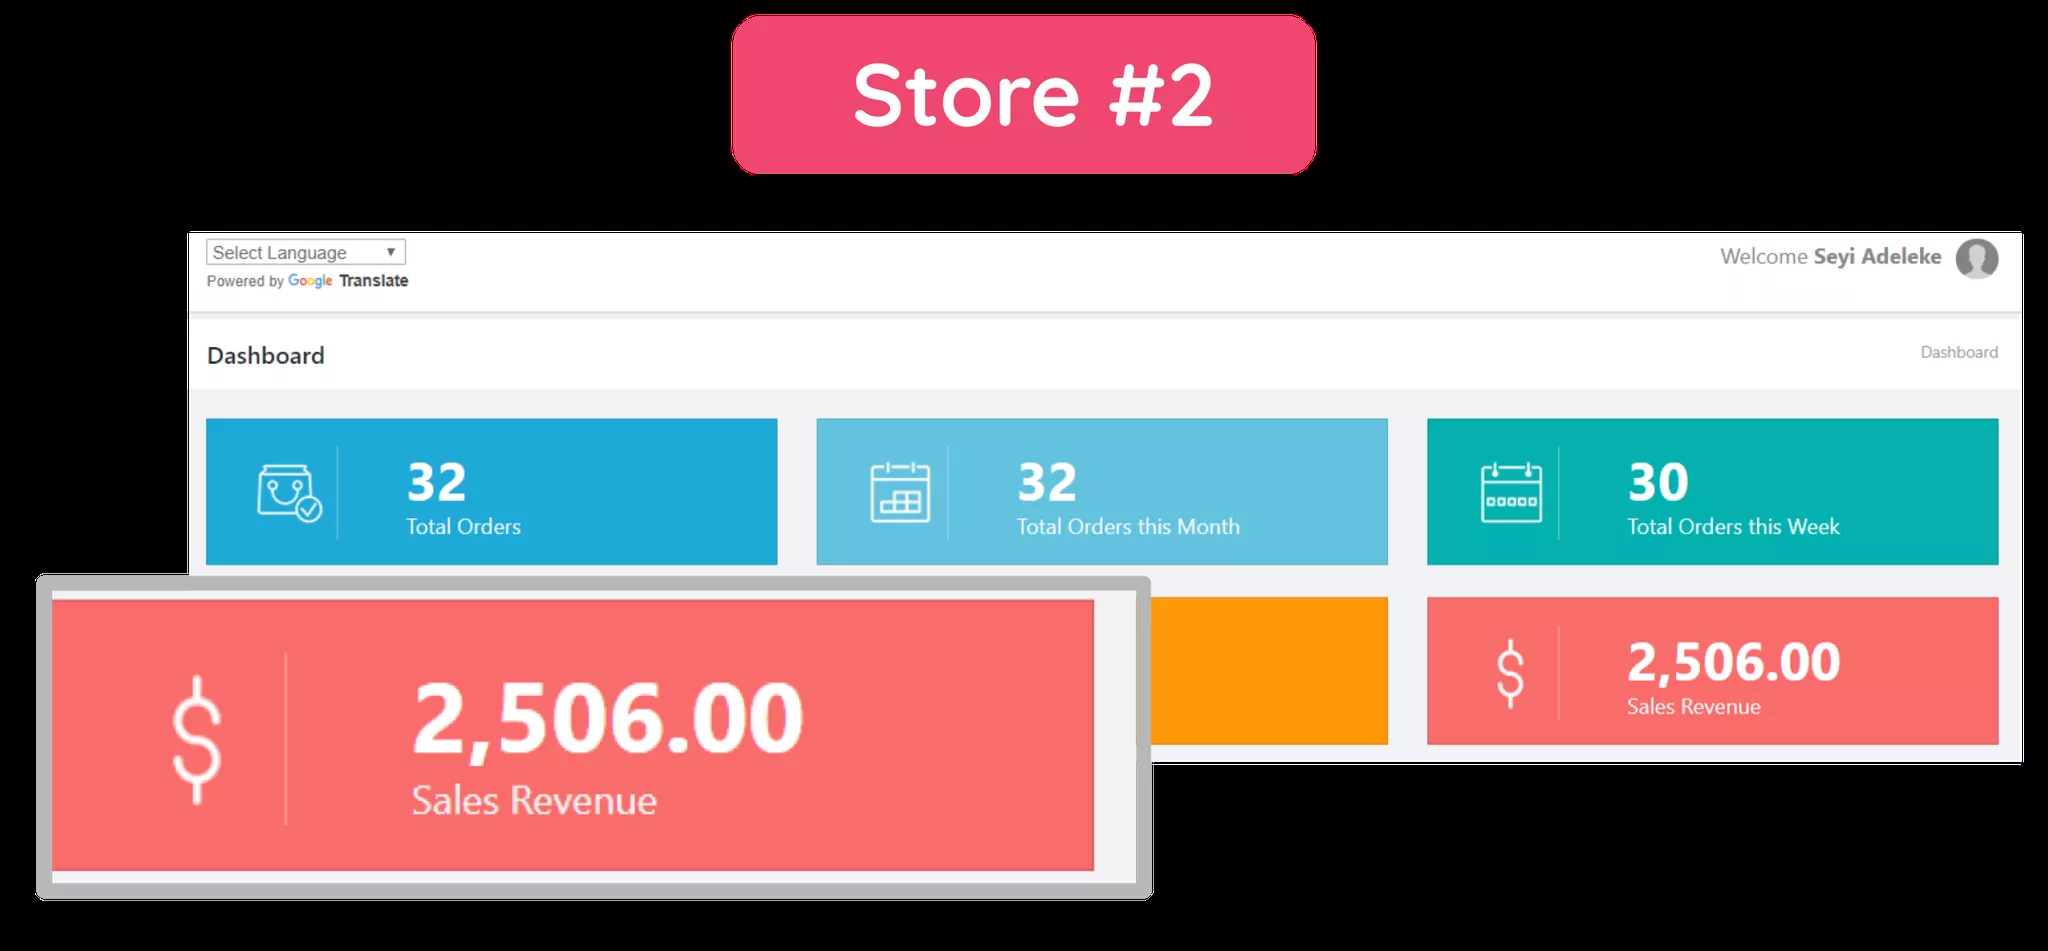 Store #2
Select Language
Powered by Google Translate
Welcome Seyi Adeleke
Dashboard
Dashboard
32
Total Orders
32
Total Orders this Month
30
Total Orders this Week
$
2,506.00
Sales Revenue
$
2,506.00
Sales Revenue